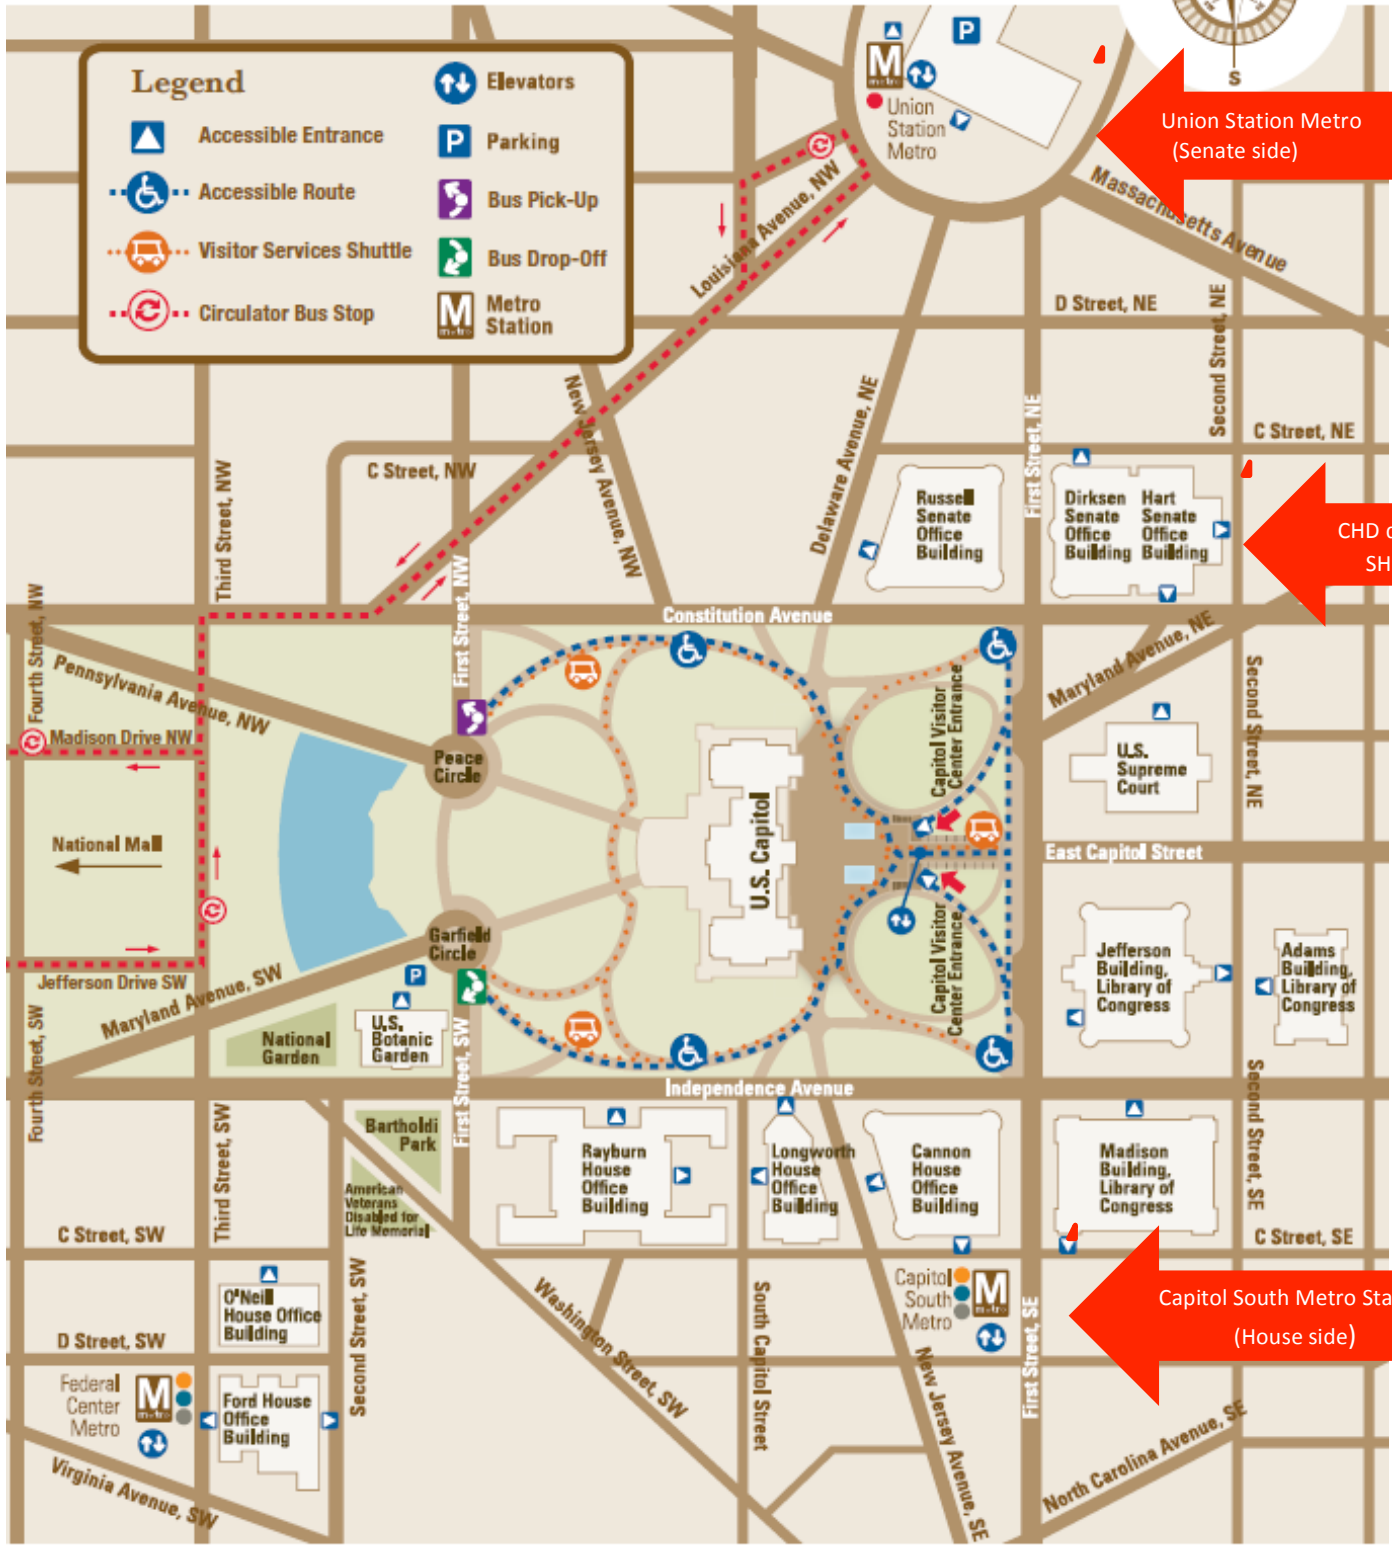 Legend
Accessible Entrance
Accessible Route
Visitor Services Shuttle
Circulator Bus Stop
Elevators
P
Parking
Bus Pick-Up
Bus Drop-Off
M
metro
Metro
Station
P
M
metro
Union
Station
Metro
S
Union Station Metro
(Senate side)
Massachusetts Avenue
Louisiana Avenue, NW
D Street, NE
Second Street, NE
C Street, NE
New Jersey Avenue, NW
Delaware Avenue, NE
First Street, NE
C Street, NW
Third Street, NW
Russell
Senate
Office
Building
Dirksen
Senate
Office
Building
Hart
Senate
Office
Building
CHD
SH
First Street, NW
Constitution Avenue
Fourth Street, NW
Pennsylvania Avenue, NW
Madison Drive NW
Maryland Avenue, NE
Second Street, NE
Peace
Circle
Capitol Visitor
Center Entrance
U.S.
Supreme
Court
National Mall
U.S. Capitol
East Capitol Street
Garfield
Circle
Capitol Visitor
Center Entrance
Jefferson
Building,
Library of
Congress
Adams
Building,
Library of
Congress
Jefferson Drive SW
Maryland Avenue, SW
P
U.S.
Botanic
Garden
National
Garden
First Street, SW
Fourth Street, SW
Independence Avenue
Second Street, SE
Third Street, SW
Bartholdi
Park
American
Veterans
Disabled for
Life Memorial
Rayburn
House
Office
Building
Longworth
House
Office
Building
Cannon
House
Office
Building
Madison
Building,
Library of
Congress
C Street, SW
C Street, SE
O'Neill
House Office
Building
Second Street, SW
Washington Street, SW
South Capitol Street
Capitol
South
Metro
M
metro
Capitol South Metro Sta
(House side)
First Street, SE
D Street, SW
Federal
Center
Metro
M
metro
Ford House
Office
Building
New Jersey Avenue, SE
North Carolina Avenue, SE
Virginia Avenue, SW